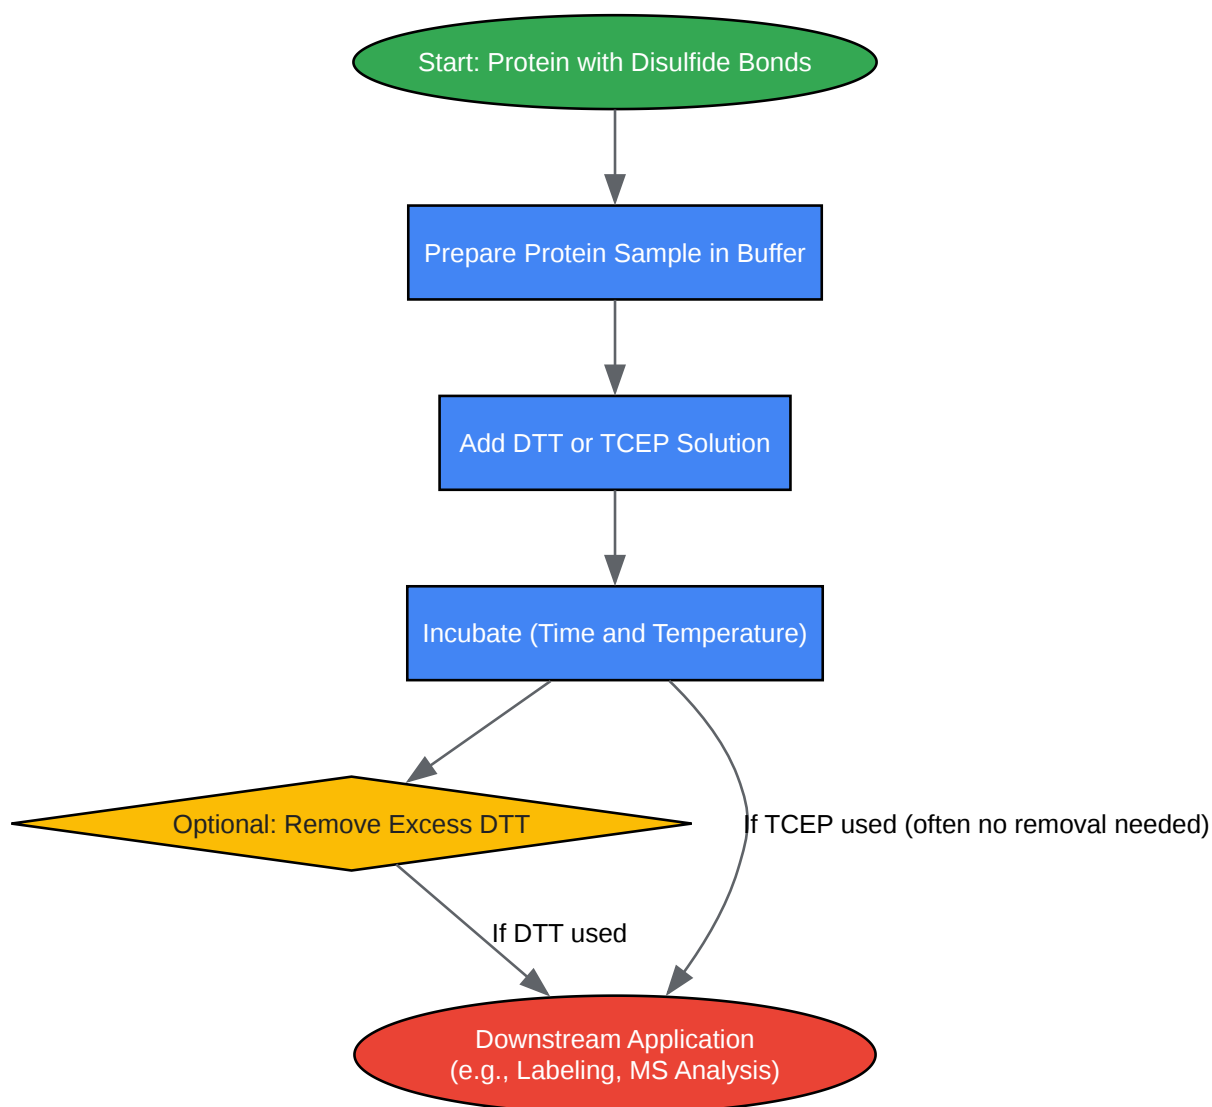 Start: Protein with Disulfide Bonds
Prepare Protein Sample in Buffer
Add DTT or TCEP Solution
Incubate (Time and Temperature)
Optional: Remove Excess DTT
If TCEP used (often no removal needed)
If DTT used
Downstream Application
(e.g., Labeling, MS Analysis)